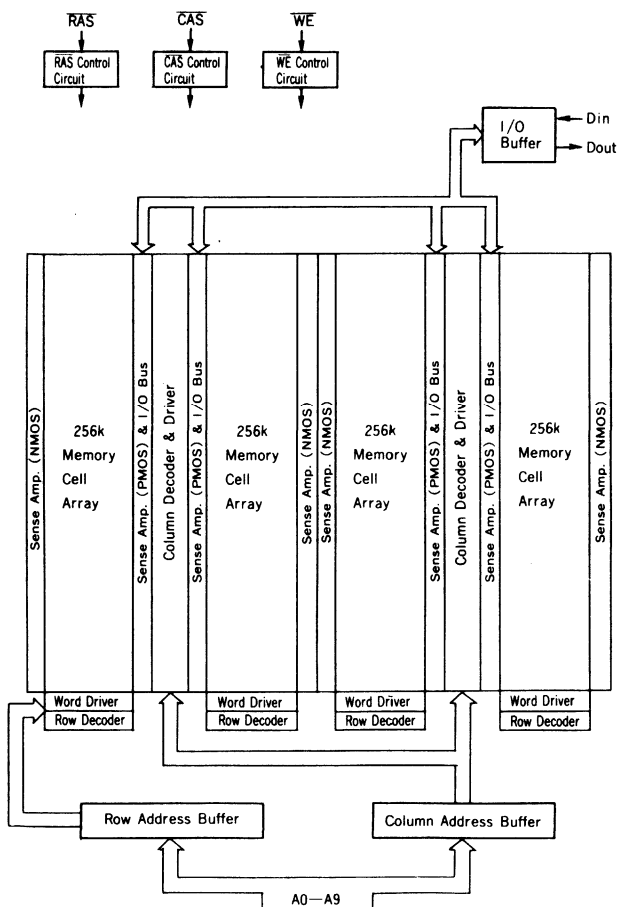 RAS CAS WE
RAS Control Circuit
CAS Control Circuit
WE Control Circuit
I/O Buffer
Din
Dout
Sense Amp. (NMOS)
256k Memory Cell Array
Sense Amp. (PMOS) & I/O Bus
Column Decoder & Driver
Sense Amp. (PMOS) & I/O Bus
256k Memory Cell Array
Sense Amp. (NMOS)
Sense Amp. (NMOS)
256k Memory Cell Array
Sense Amp. (PMOS) & I/O Bus
Column Decoder & Driver
Sense Amp. (PMOS) & I/O Bus
256k Memory Cell Array
Sense Amp. (NMOS)
Word Driver
Row Decoder
Word Driver
Row Decoder
Word Driver
Row Decoder
Word Driver
Row Decoder
Row Address Buffer
Column Address Buffer
A0—A9